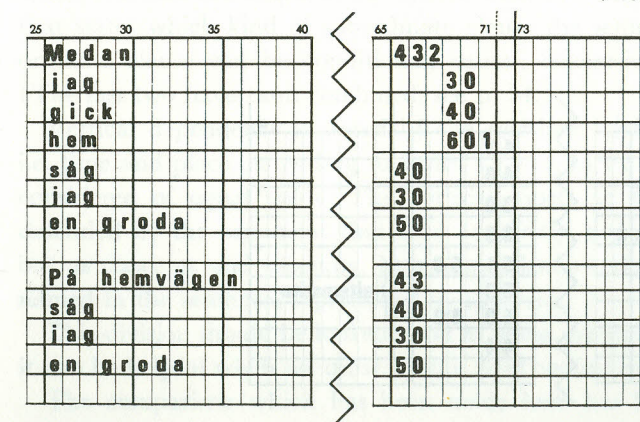 25 30 35 40 65 71 73
Medan 432
jag 30
gick 40
hem 601
såg 40
jag 30
en groda 50
På hemvägen 43
såg 40
jag 30
en groda 50